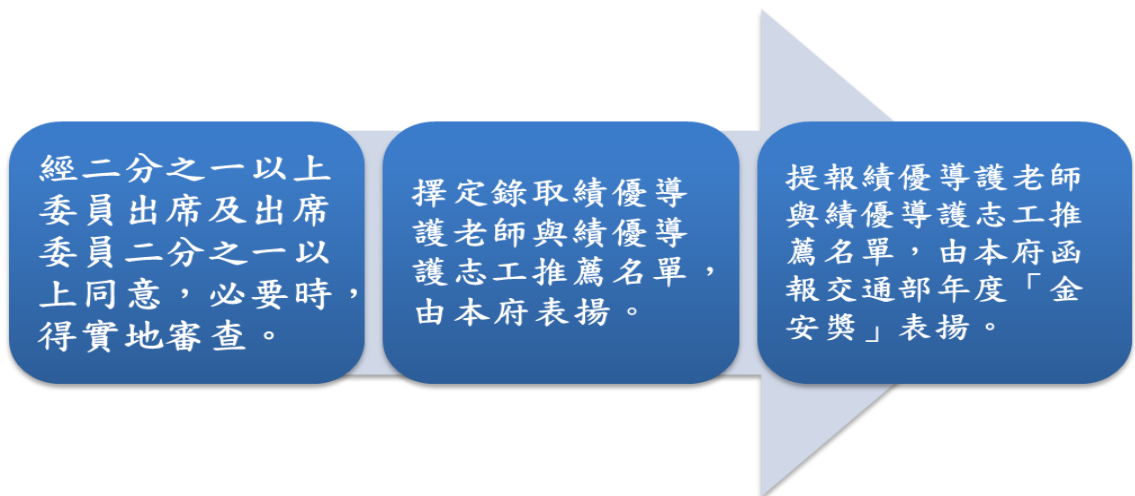 經二分之一以上
委員出席及出席
委員二分之一以
上同意，必要時，
得實地審查。
擇定錄取績優導
護老師與績優導
護志工推薦名單，
由本府表揚。
提報績優導護老師
與績優導護志工推
薦名單，由本府函
報交通部年度「金
安獎」表揚。